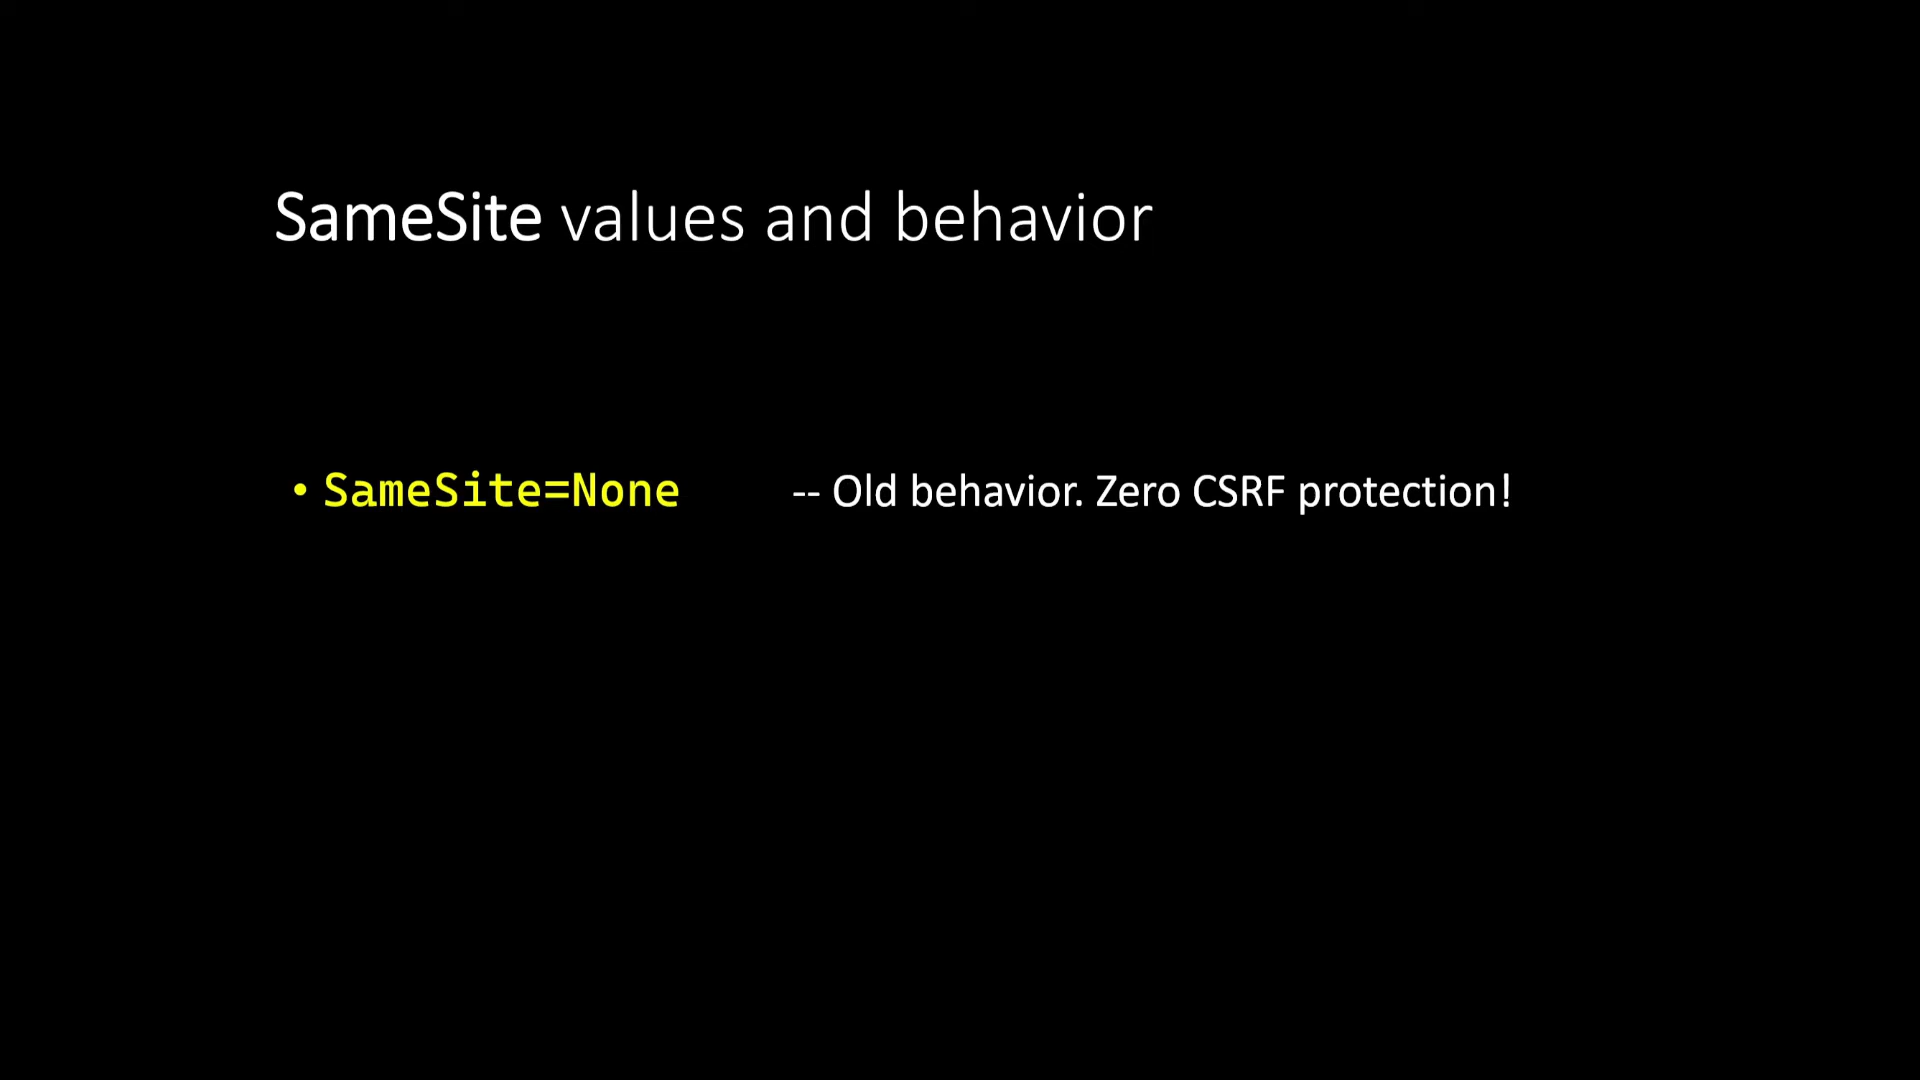 SameSite values and behavior
• SameSite=None -- Old behavior. Zero CSRF protection!